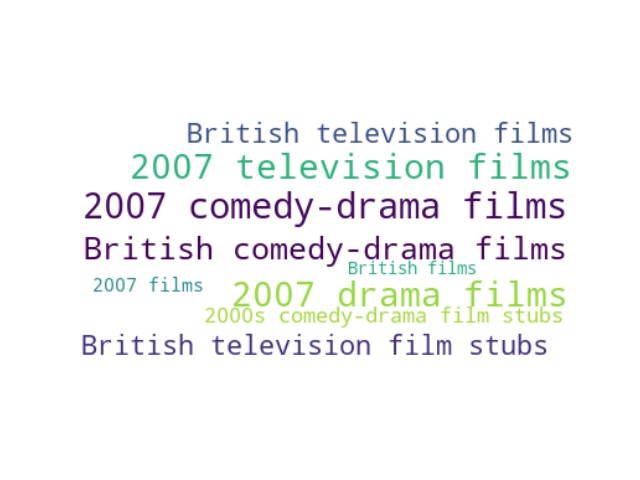 British television films
2007 television films
2007 comedy-drama films
British comedy-drama films
British films
2007 films
2007 drama films
2000s comedy-drama film stubs
British television film stubs